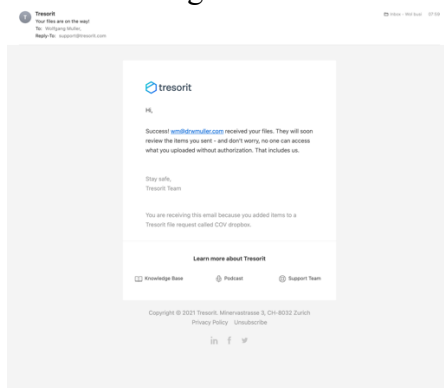 T
Tresorit
Your files are on the way!
To: Wolfgang Muller,
Reply-To: support@tresorit.com
07:04
tresorit
Hi,
Success! wm@drwmuller.com received your files. They will soon
review the items you sent - and don't worry, no one can access
what you uploaded without authorization. That includes us.
Stay safe,
Tresorit Team
You are receiving this email because you added items to a
Tresorit file request called COV dropbox.
Learn more about Tresorit
Knowledge Base
Podcast
Support Team
Copyright © 2021 Tresorit. Minervastrasse 3, CH-8032 Zurich
Privacy Policy Unsubscribe
in f